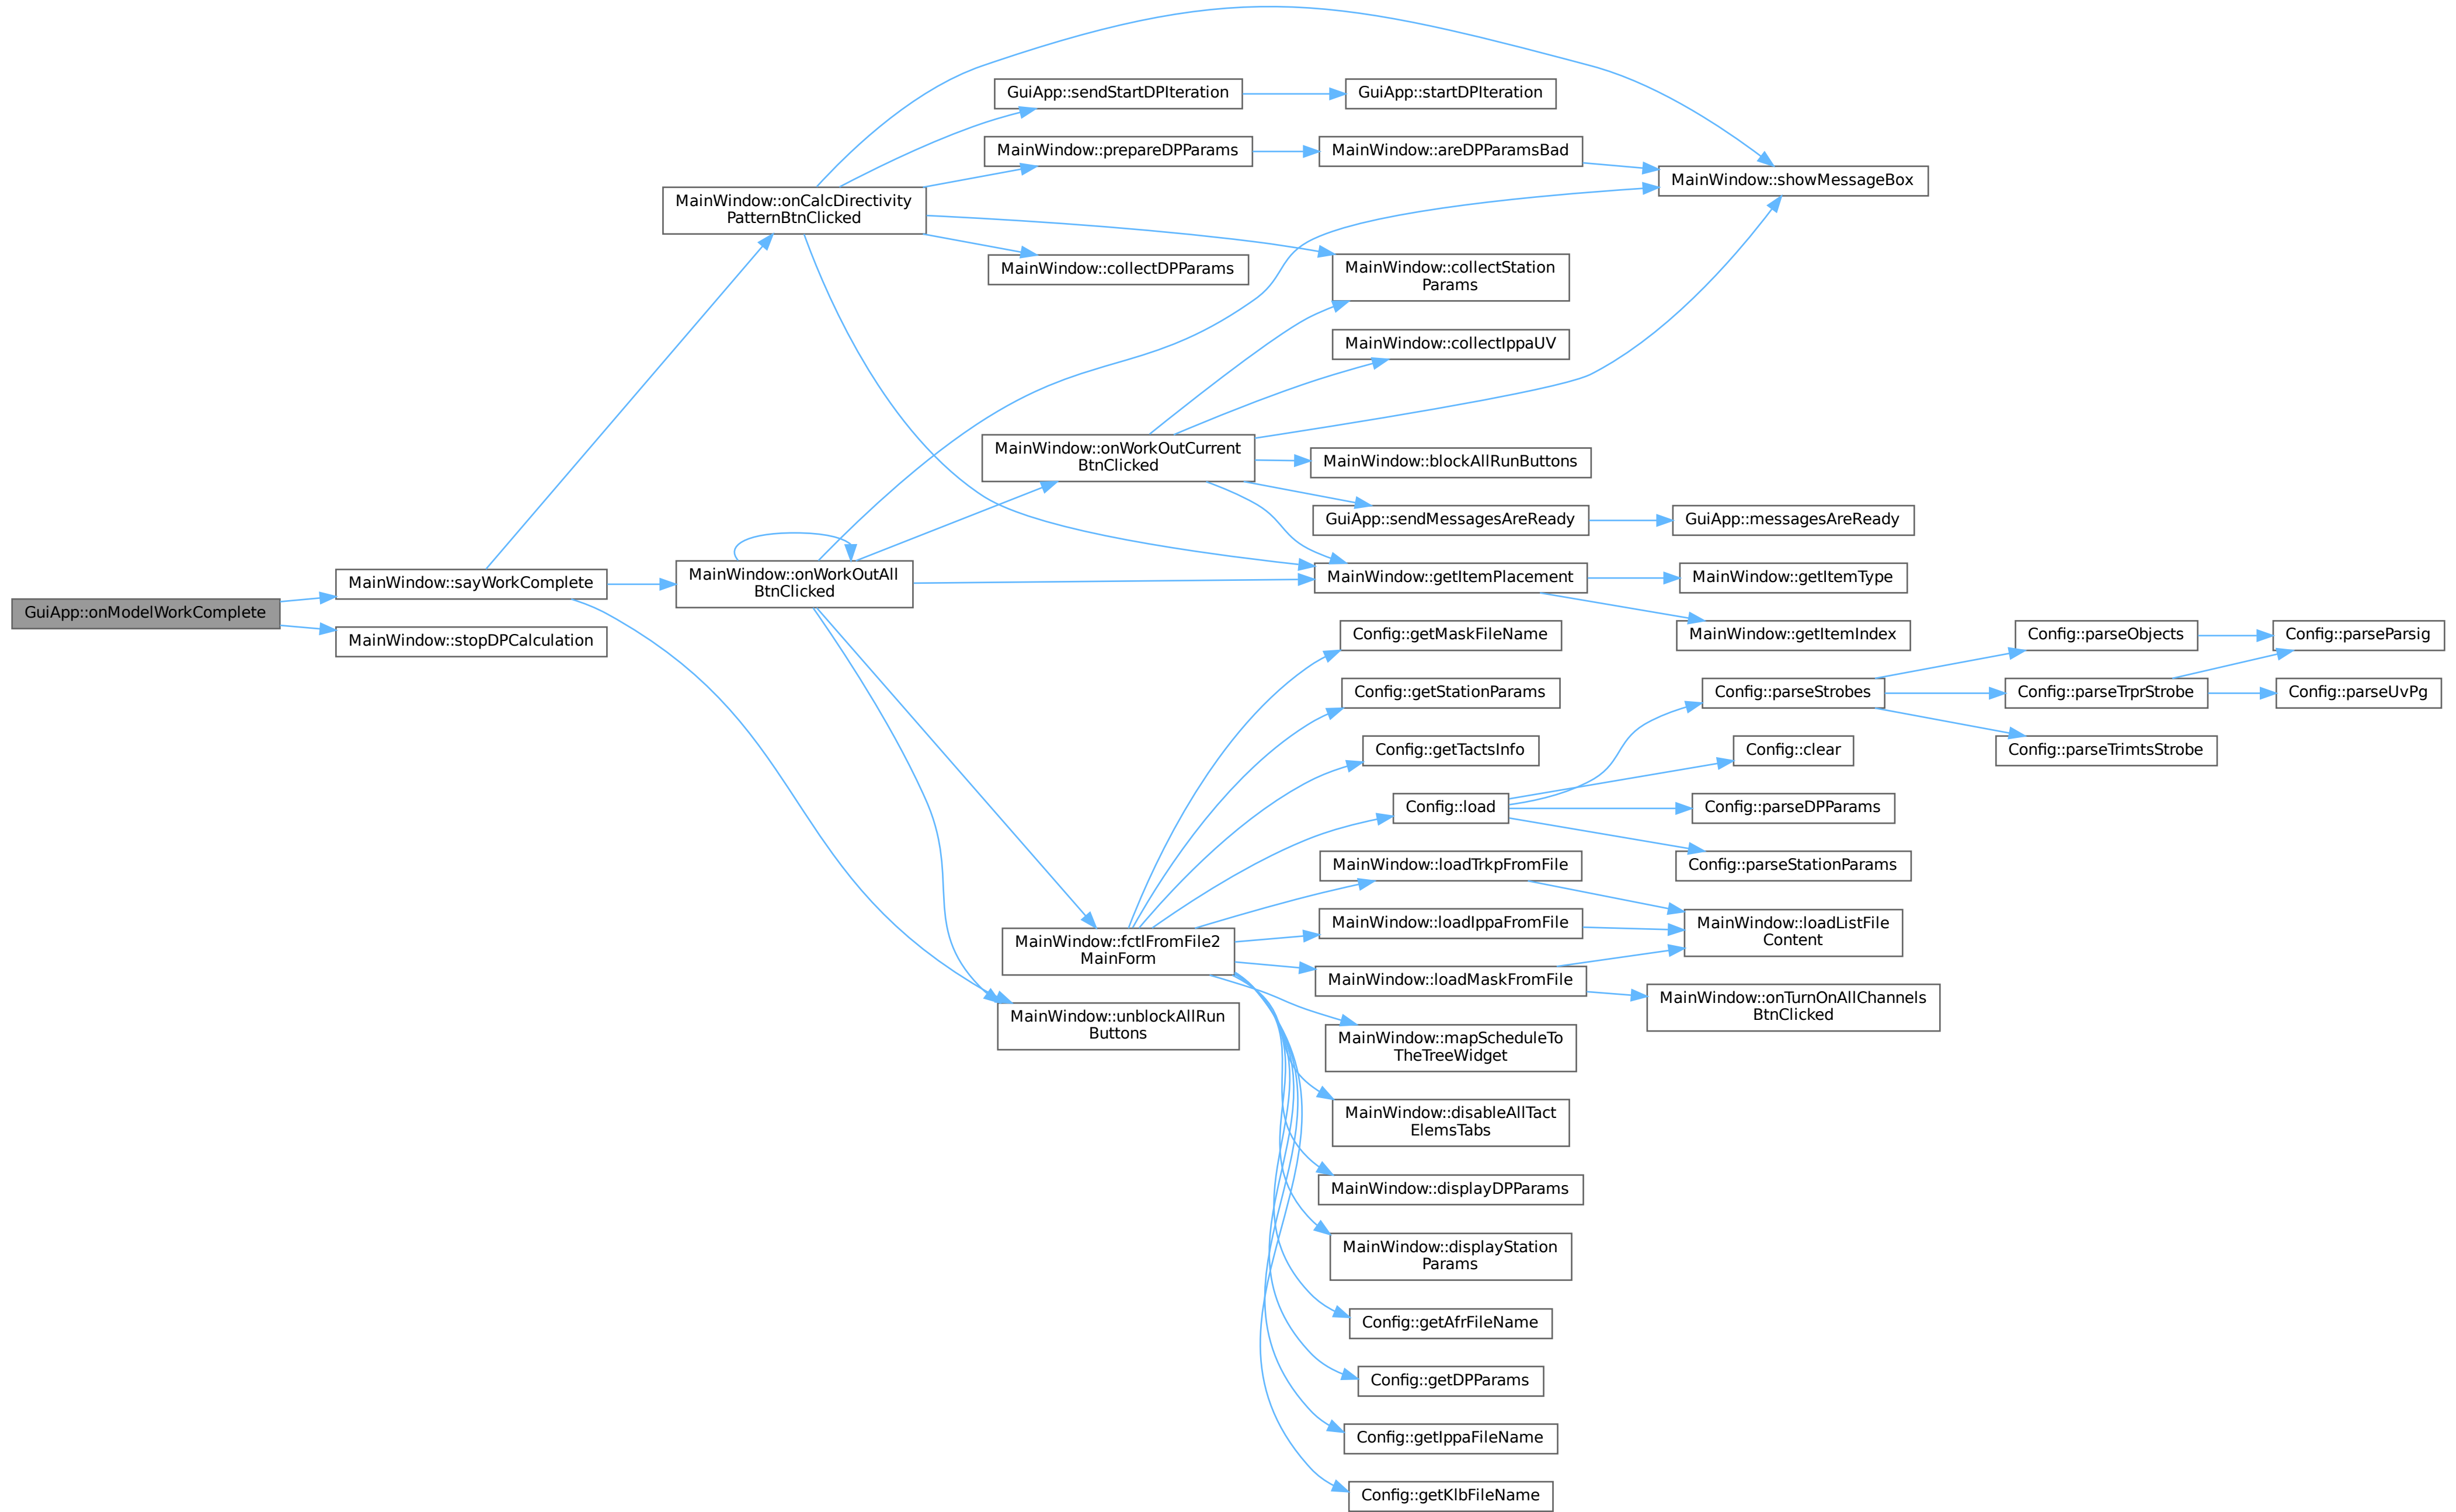 GuiApp::onModelWorkComplete
MainWindow::sayWorkComplete
MainWindow::stopDPCalculation
MainWindow::onCalcDirectivity
PatternBtnClicked
MainWindow::onWorkOutAll
BtnClicked
GuiApp::sendStartDPIteration
MainWindow::prepareDPParams
MainWindow::collectDPParams
MainWindow::onWorkOutCurrent
BtnClicked
MainWindow::fctlFromFile2
MainForm
MainWindow::unblockAllRun
Buttons
GuiApp::startDPIteration
MainWindow::areDPParamsBad
MainWindow::collectStation
Params
MainWindow::collectIppaUV
MainWindow::blockAllRunButtons
GuiApp::sendMessagesAreReady
MainWindow::getItemPlacement
Config::getMaskFileName
Config::getStationParams
Config::getTactsInfo
Config::load
MainWindow::loadTrkpFromFile
MainWindow::loadIppaFromFile
MainWindow::loadMaskFromFile
MainWindow::mapScheduleTo
TheTreeWidget
MainWindow::disableAllTact
ElemsTabs
MainWindow::displayDPParams
MainWindow::displayStation
Params
Config::getAfrFileName
Config::getDPParams
Config::getIppaFileName
Config::getKlbFileName
MainWindow::showMessageBox
GuiApp::messagesAreReady
MainWindow::getItemType
MainWindow::getItemIndex
Config::parseStrobes
Config::clear
Config::parseDPParams
Config::parseStationParams
MainWindow::loadListFile
Content
MainWindow::onTurnOnAllChannels
BtnClicked
Config::parseObjects
Config::parseTrprStrobe
Config::parseTrimtsStrobe
Config::parseParsig
Config::parseUvPg